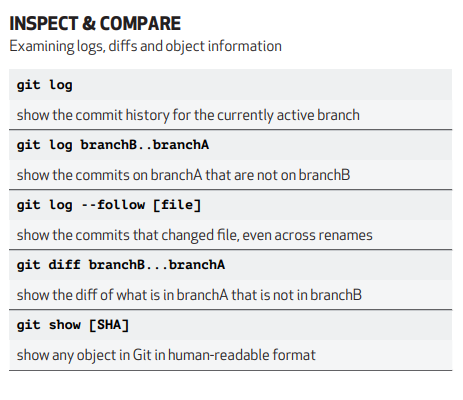 INSPECT & COMPARE
Examining logs, diffs and object information
git log
show the commit history for the currently active branch
git log branchB..branchA
show the commits on branchA that are not on branchB
git log --follow [file]
show the commits that changed file, even across renames
git diff branchB...branchA
show the diff of what is in branchA that is not in branchB
git show [SHA]
show any object in Git in human-readable format